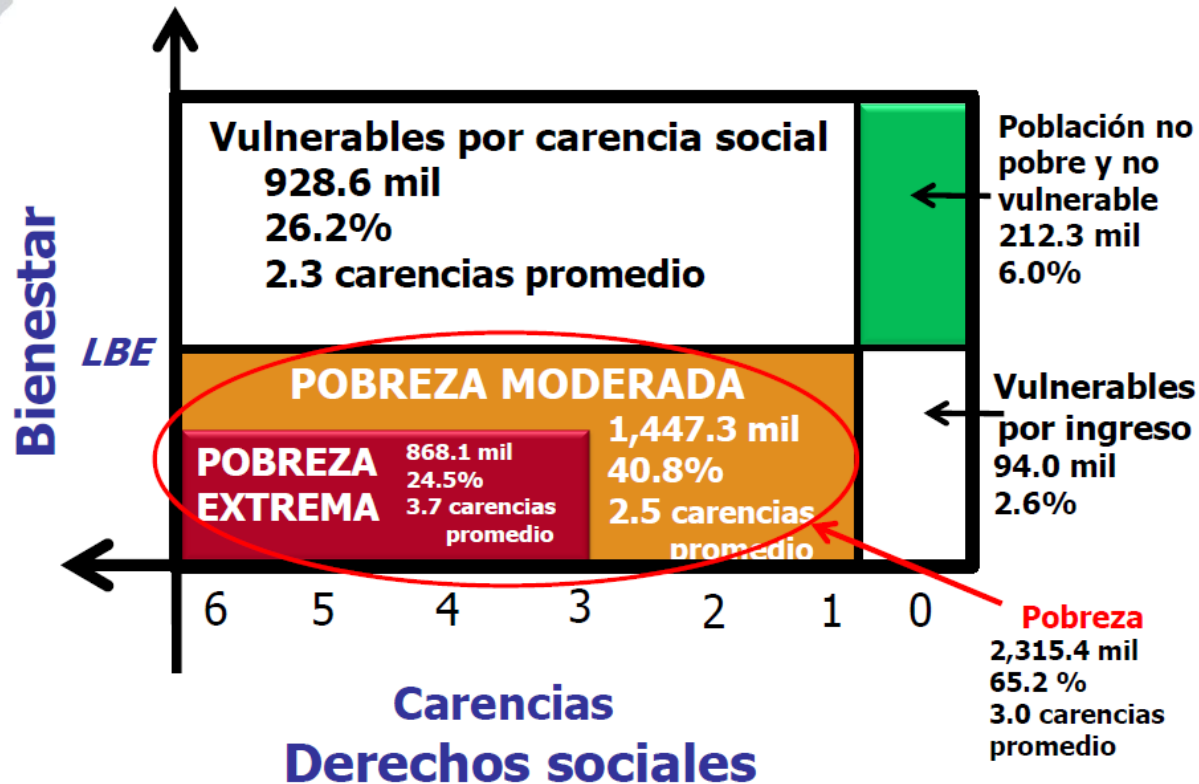 Vulnerables por carencia social
928.6 mil
26.2%
2.3 carencias promedio
Población no
pobre y no
vulnerable
212.3 mil
6.0%
Bienestar
LBE
POBREZA MODERADA
1,447.3 mil
40.8%
2.5 carencias
promedio
POBREZA
EXTREMA
868.1 mil
24.5%
3.7 carencias
promedio
Vulnerables
por ingreso
94.0 mil
2.6%
6 5 4 3 2 1 0
Pobreza
2,315.4 mil
65.2 %
3.0 carencias
promedio
Carencias
Derechos sociales